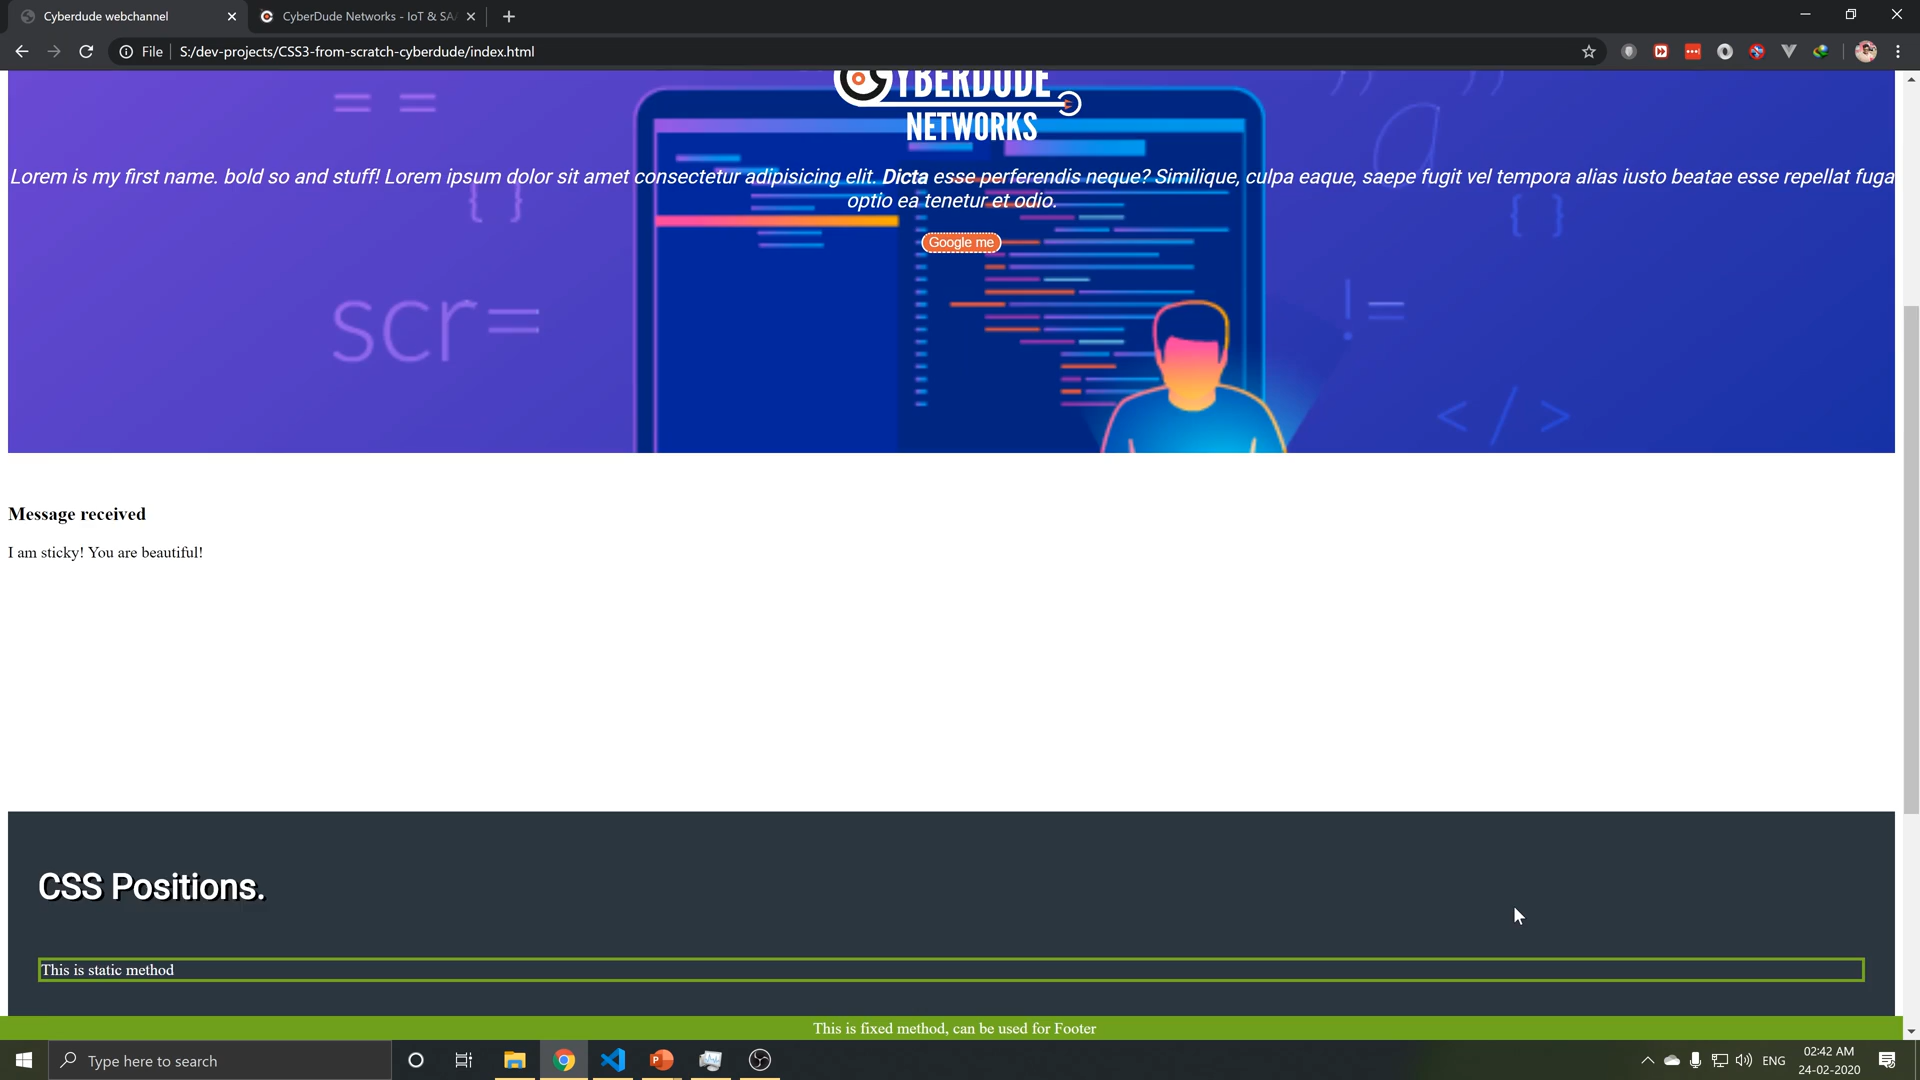 Cyberdude webchannel
CyberDude Networks - IoT & SA
File
S:/dev-projects/CSS3-from-scratch-cyberdude/index.html
CYBERDUDE
NETWORKS
= =
Lorem is my first name. bold so and stuff! Lorem ipsum dolor sit amet consectetur adipisicing elit. Dicta esse perferendis neque? Similique, culpa eaque, saepe fugit vel tempora alias iusto beatae esse repellat fuga
optio ea tenetur et odio.
{ }
{ }
Google me
scr=
!=
</>
Message received
I am sticky! You are beautiful!
CSS Positions.
This is static method
This is fixed method, can be used for Footer
Type here to search
ENG
02:42 AM
24-02-2020